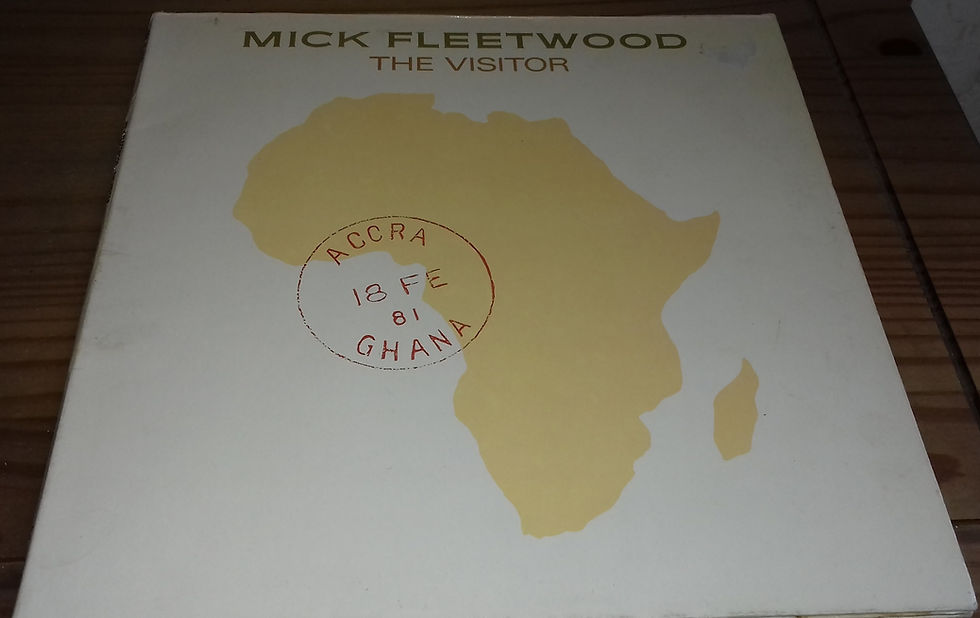 MICK FLEETWOOD
THE VISITOR
ACCRA
18 FE
81
GHANA